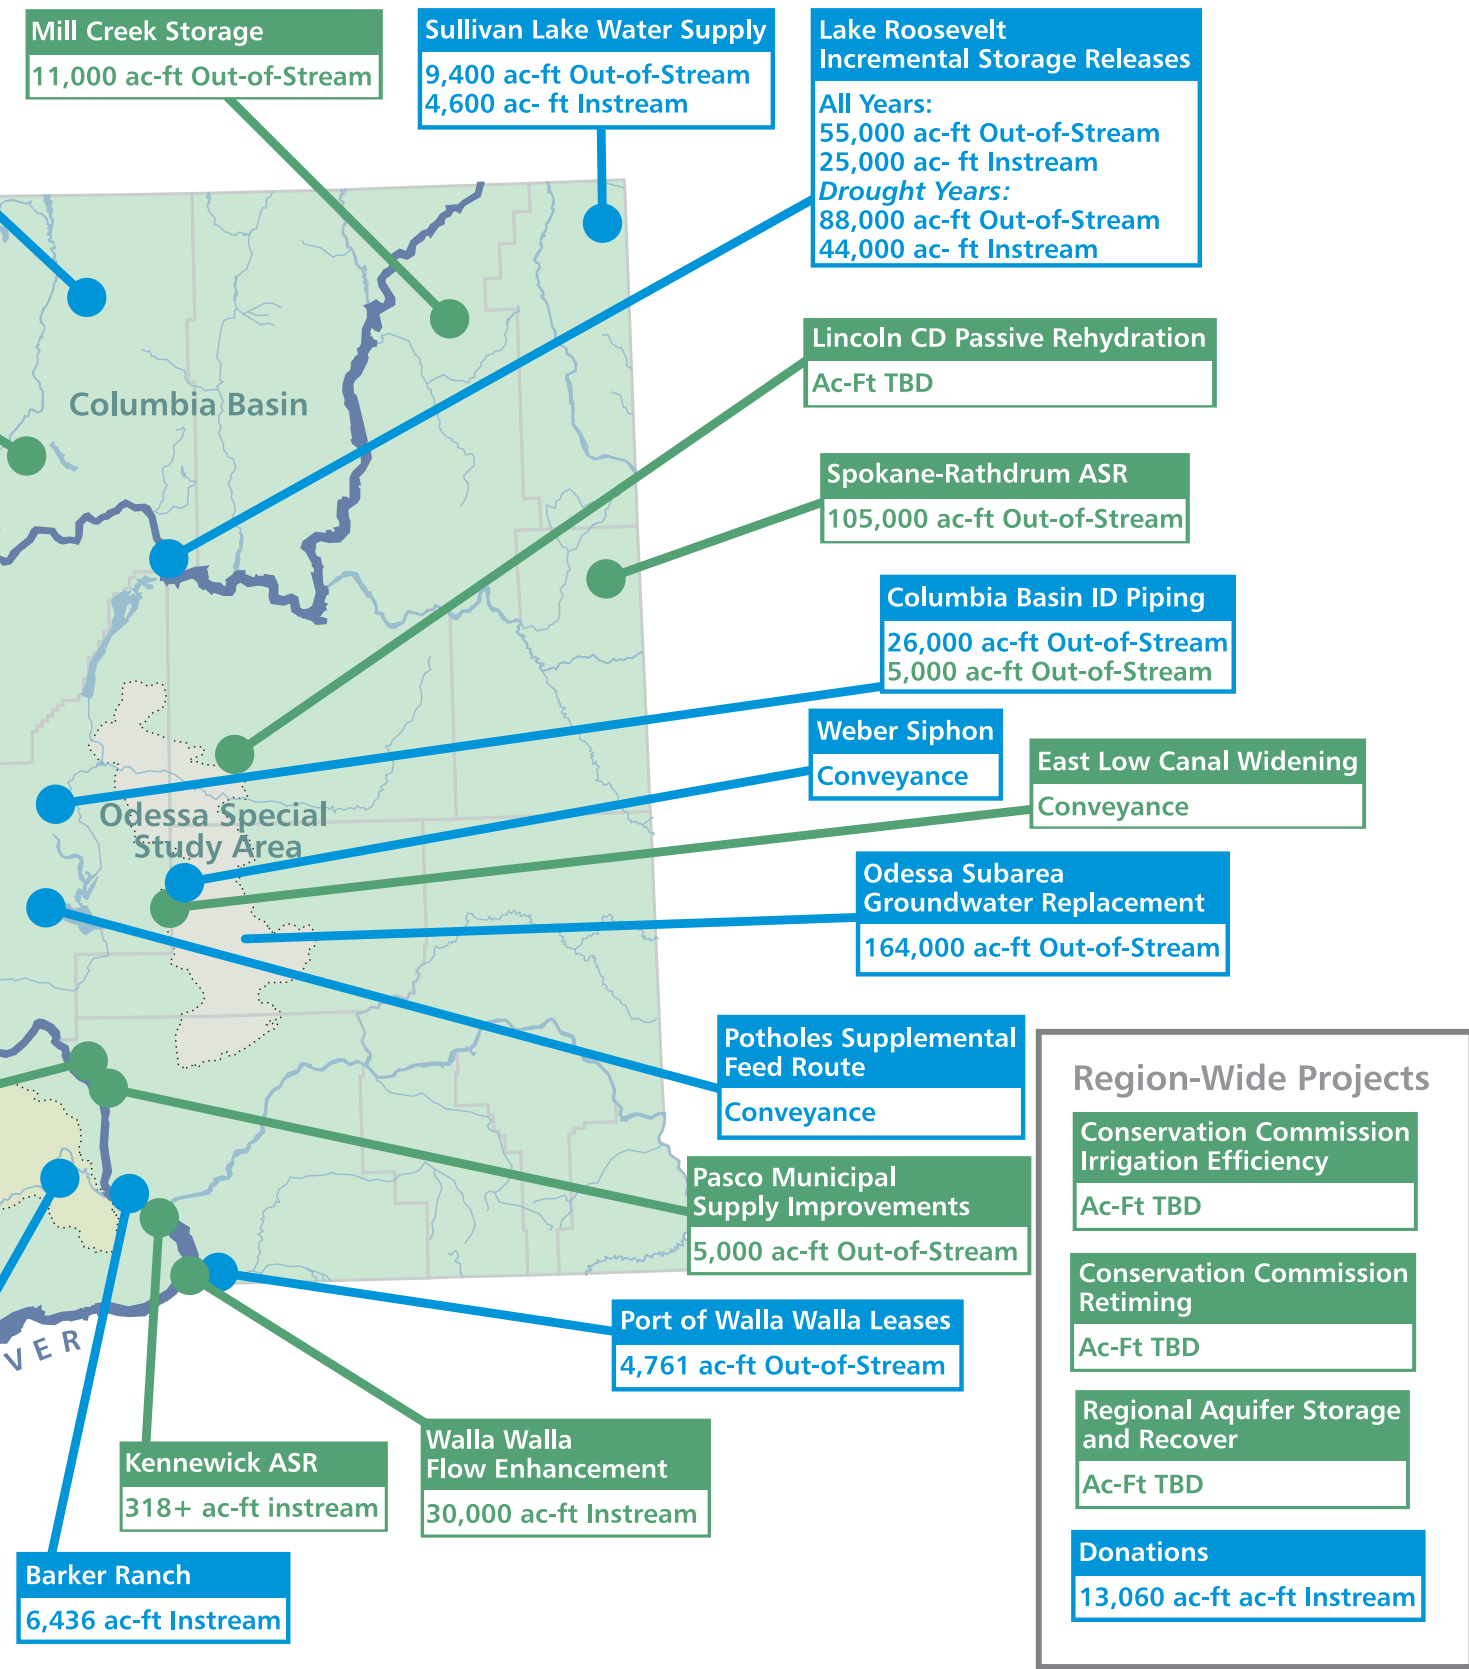 Mill Creek Storage
11,000 ac-ft Out-of-Stream
Sullivan Lake Water Supply
9,400 ac-ft Out-of-Stream
4,600 ac- ft Instream
Lake Roosevelt
Incremental Storage Releases
All Years:
55,000 ac-ft Out-of-Stream
25,000 ac- ft Instream
Drought Years:
88,000 ac-ft Out-of-Stream
44,000 ac- ft Instream
Lincoln CD Passive Rehydration
Ac-Ft TBD
Columbia Basin
Spokane-Rathdrum ASR
105,000 ac-ft Out-of-Stream
Columbia Basin ID Piping
26,000 ac-ft Out-of-Stream
5,000 ac-ft Out-of-Stream
Weber Siphon
Conveyance
East Low Canal Widening
Conveyance
Odessa Special
Study Area
Odessa Subarea
Groundwater Replacement
164,000 ac-ft Out-of-Stream
Potholes Supplemental
Feed Route
Conveyance
Pasco Municipal
Supply Improvements
5,000 ac-ft Out-of-Stream
Port of Walla Walla Leases
4,761 ac-ft Out-of-Stream
VER
Walla Walla
Flow Enhancement
30,000 ac-ft Instream
Kennewick ASR
318+ ac-ft instream
Barker Ranch
6,436 ac-ft Instream
Region-Wide Projects
Conservation Commission
Irrigation Efficiency
Ac-Ft TBD
Conservation Commission
Retiming
Ac-Ft TBD
Regional Aquifer Storage
and Recover
Ac-Ft TBD
Donations
13,060 ac-ft ac-ft Instream